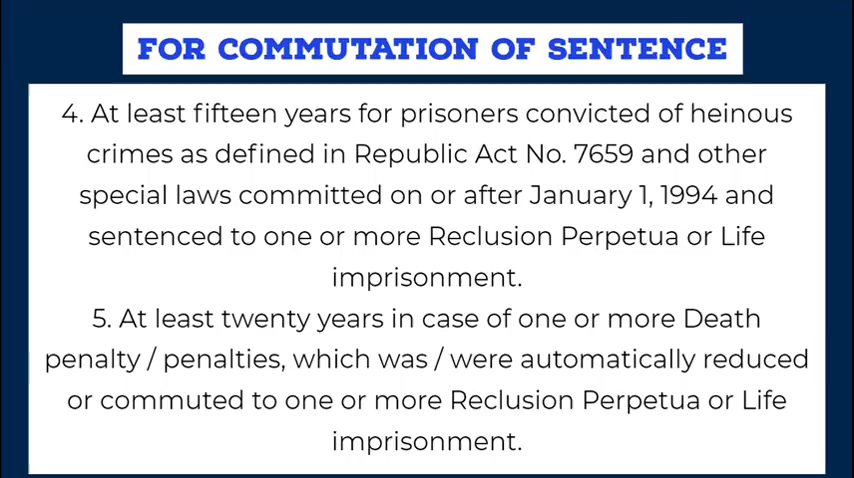 FOR COMMUTATION OF SENTENCE
4. At least fifteen years for prisoners convicted of heinous
crimes as defined in Republic Act No. 7659 and other
special laws committed on or after January 1, 1994 and
sentenced to one or more Reclusion Perpetua or Life
imprisonment.
5. At least twenty years in case of one or more Death
penalty / penalties, which was / were automatically reduced
or commuted to one or more Reclusion Perpetua or Life
imprisonment.